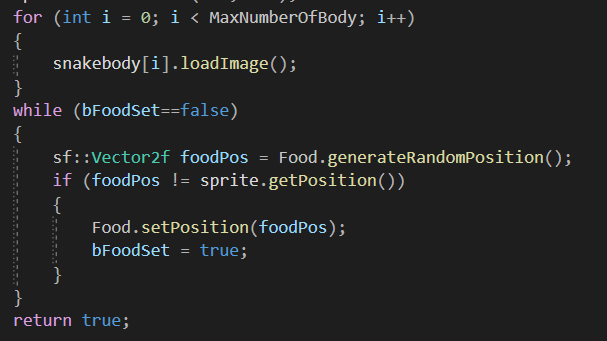 for (int i = 0; i < MaxNumberOfBody; i++)
{
    snakebody[i].loadImage();
}
while (bFoodSet==false)
{
    sf::Vector2f foodPos = Food.generateRandomPosition();
    if (foodPos != sprite.getPosition())
    {
        Food.setPosition(foodPos);
        bFoodSet = true;
    }
}
return true;